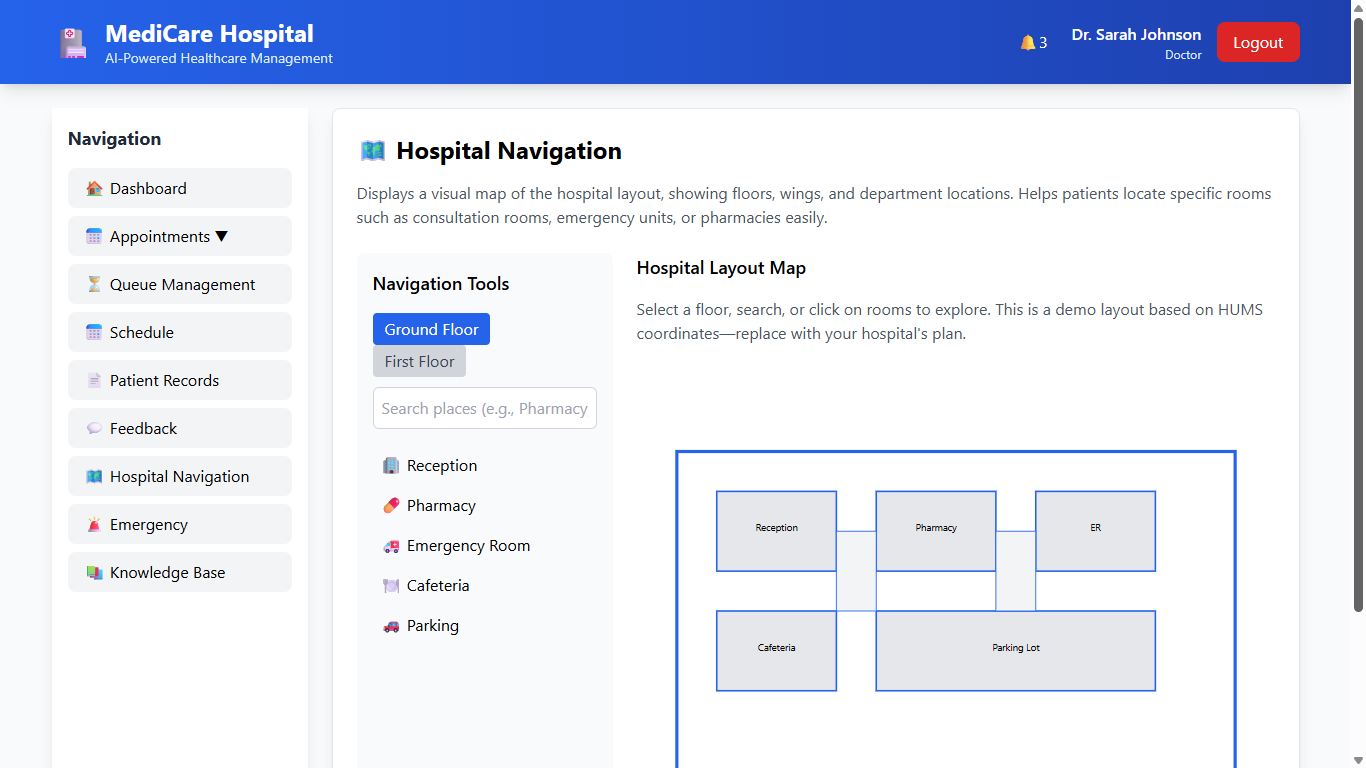 MediCare Hospital
AI-Powered Healthcare Management
3
Dr. Sarah Johnson
Doctor
Logout
Navigation
Dashboard
Appointments ▼
Queue Management
Schedule
Patient Records
Feedback
Hospital Navigation
Emergency
Knowledge Base
Hospital Navigation
Displays a visual map of the hospital layout, showing floors, wings, and department locations. Helps patients locate specific rooms
such as consultation rooms, emergency units, or pharmacies easily.
Navigation Tools
Ground Floor
First Floor
Search places (e.g., Pharmacy
Reception
Pharmacy
Emergency Room
Cafeteria
Parking
Hospital Layout Map
Select a floor, search, or click on rooms to explore. This is a demo layout based on HUMS
coordinates—replace with your hospital's plan.
Reception
Pharmacy
ER
Cafeteria
Parking Lot